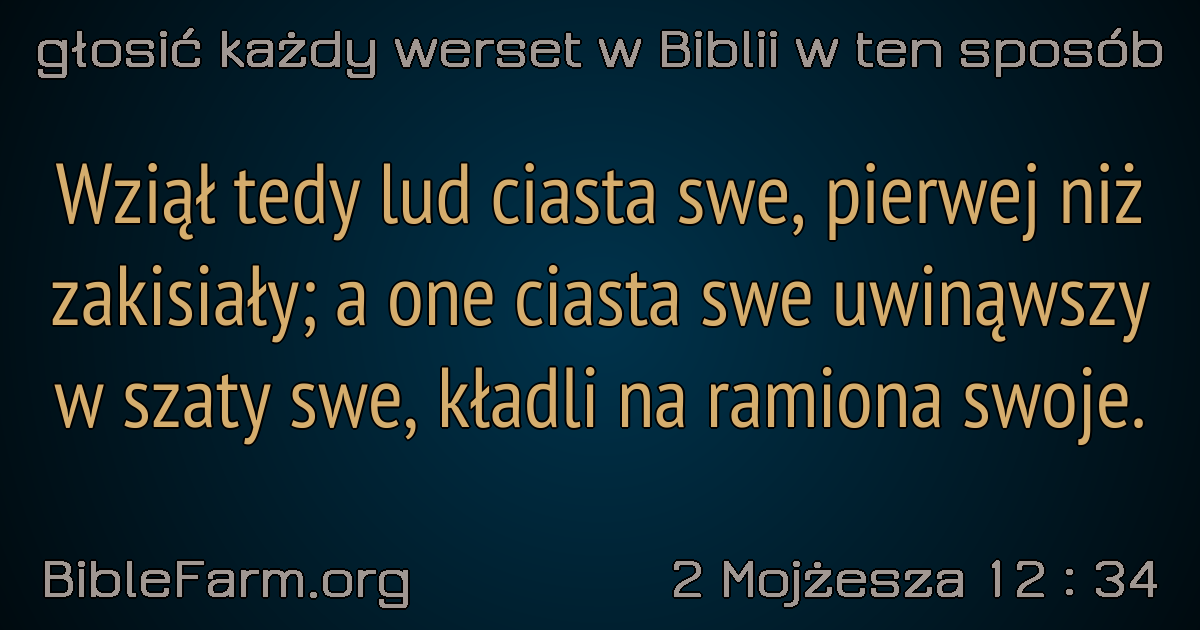 głosić każdy werset w Biblii w ten sposób
Wziął tedy lud ciasta swe, pierwej niż
zakisiały; a one ciasta swe uwinąwszy
w szaty swe, kładli na ramiona swoje.
BibleFarm.org
2 Mojżesza 12 : 34